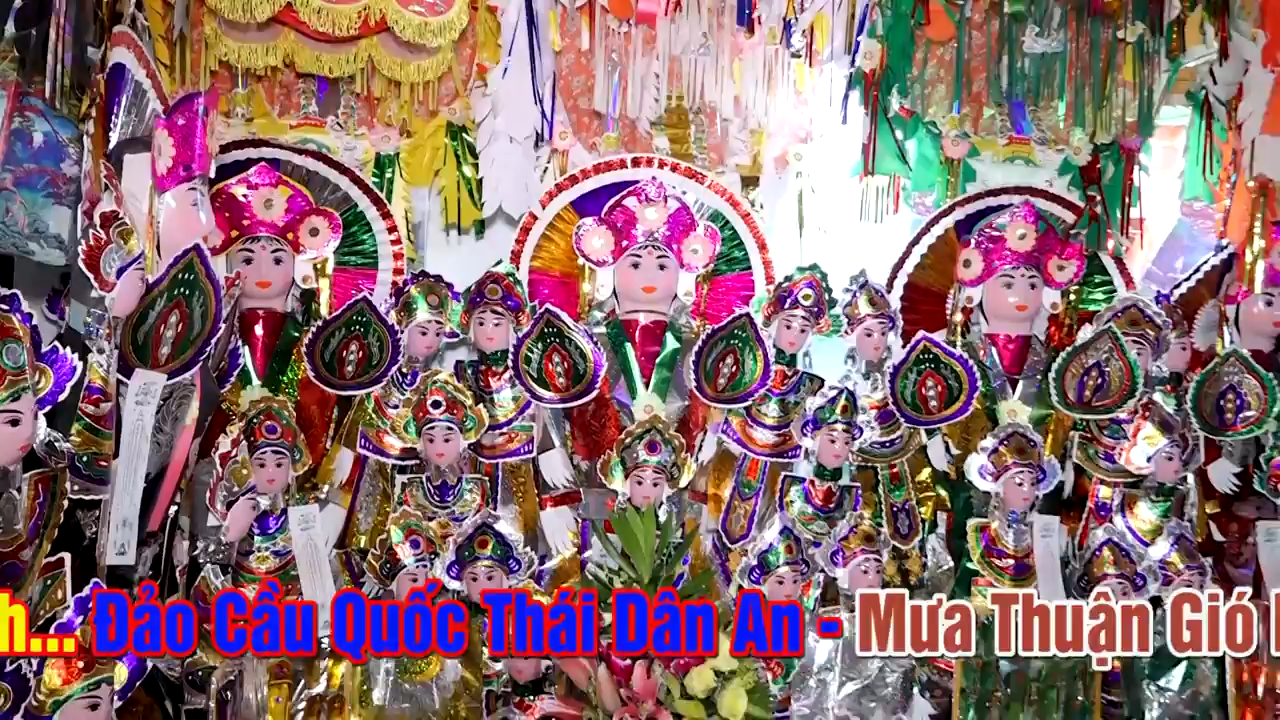 h... Đảo Cầu Quốc Thái Dân An - Mưa Thuận Gió